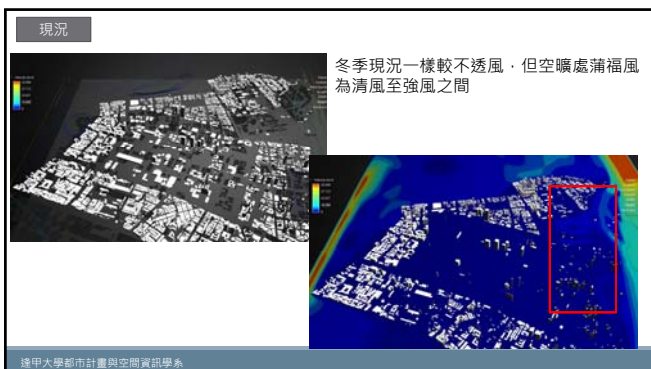 現況
冬季現況一樣較不透風，但空曠處蒲福風
為清風至強風之間
逢甲大學都市計畫與空間資訊學系